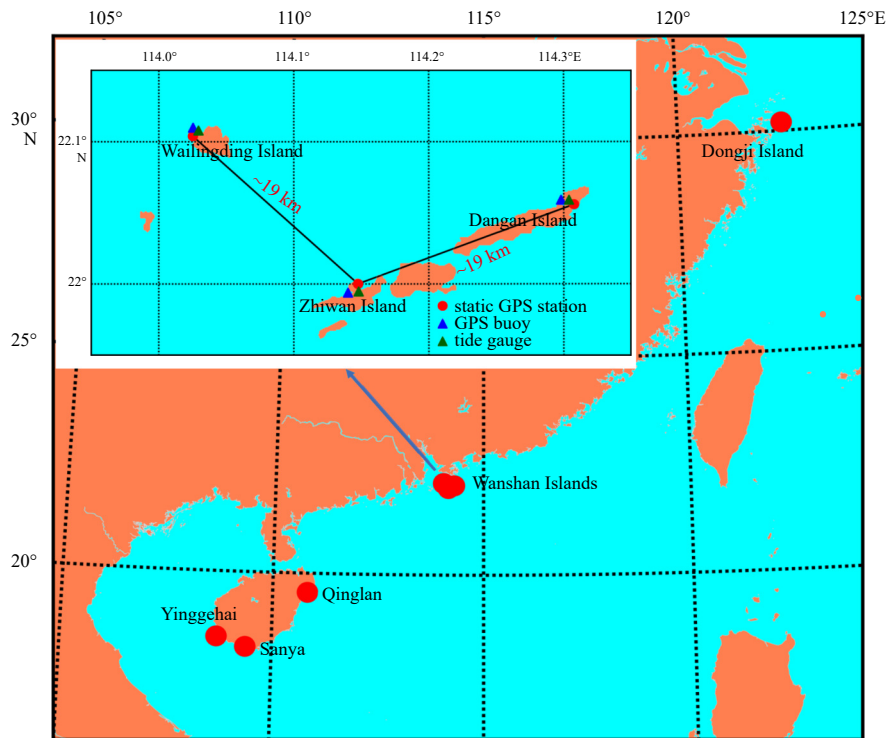 105° 110° 115° 120° 125°E
114.0° 114.1° 114.2° 114.3°E
30°
N
22.1°
N
Wailingding Island
Dongji Island
~19 km
Dangan Island
~19 km
22°
Zhiwan Island
static GPS station
GPS buoy
tide gauge
25°
Wanshan Islands
20°
Qinglan
Yinggehai
Sanya